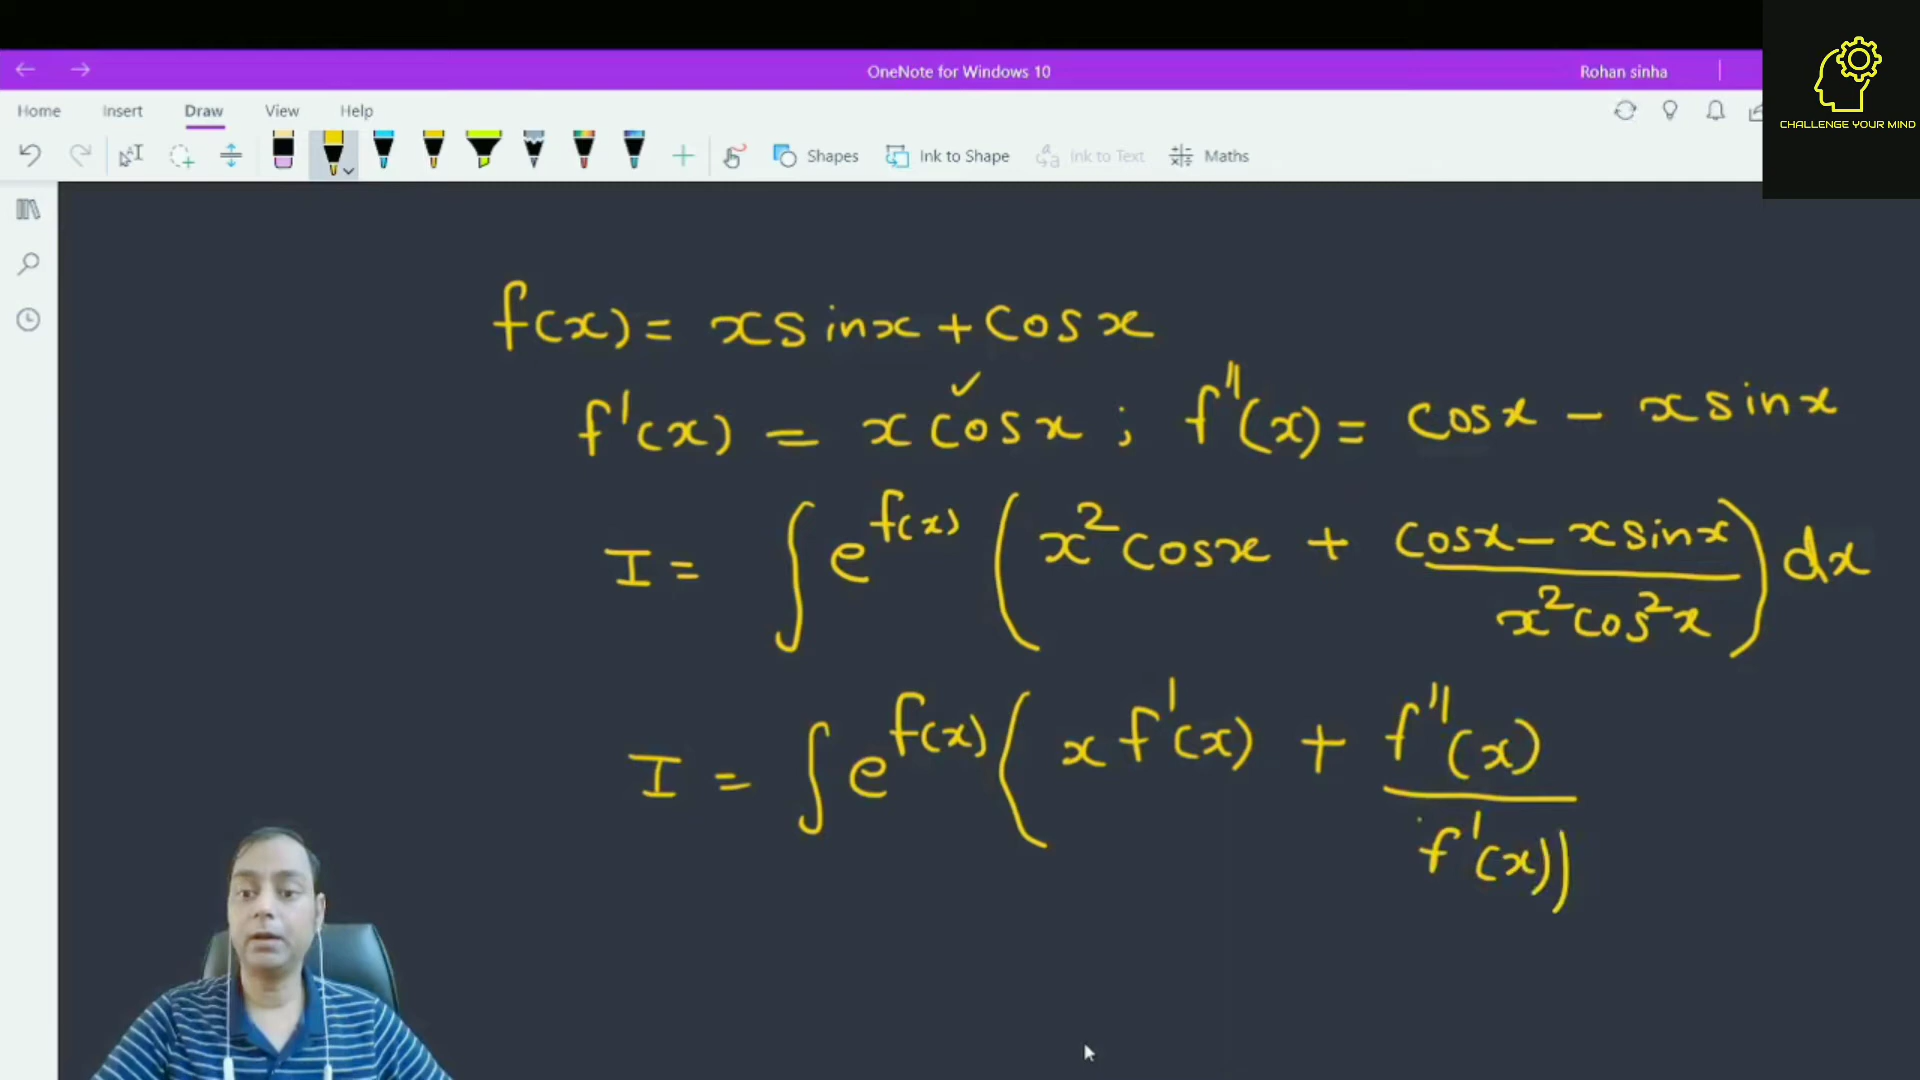 OneNote for Windows 10
Rohan sinha
CHALLENGE YOUR MIND
Home Insert Draw View Help
Shapes Ink to Shape Ink to Text Maths
f(x) = x sin x + cos x
f'(x) = x cos x ; f''(x) = cos x - x sin x
I = ∫ e^{f(x)} ( x² cos x + (cos x - x sin x) / (x² cos² x) ) dx
I = ∫ e^{f(x)} ( x f'(x) + f''(x) / f'(x) )